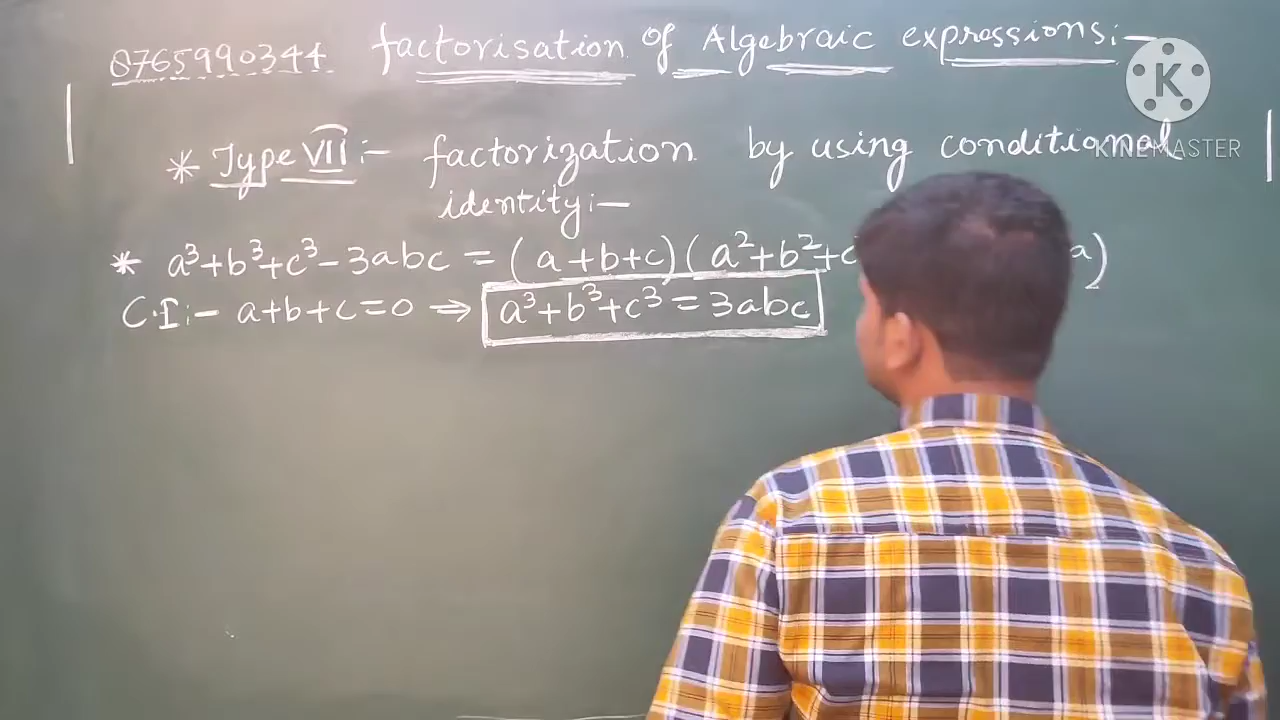 8765990344 factorisation of Algebraic expressions:-
K
KINEMASTER
* Type VII :- factorization by using conditional
identity:-
* a³+b³+c³-3abc = (a+b+c)(a²+b²+c a)
C.I:- a+b+c=0 ⇒ a³+b³+c³=3abc